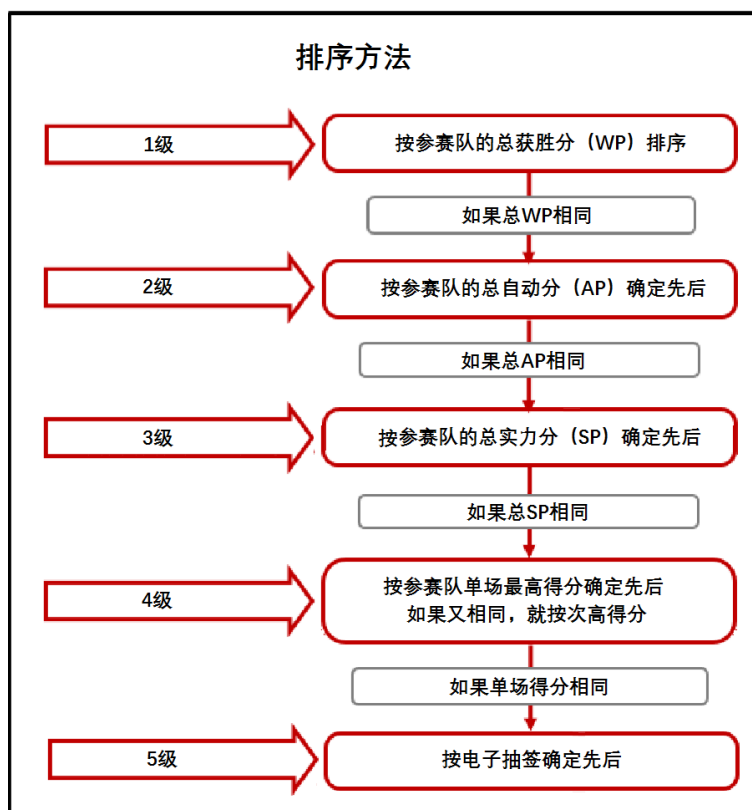 排序方法
1级
按参赛队的总获胜分（WP）排序
如果总WP相同
2级
按参赛队的总自动分（AP）确定先后
如果总AP相同
3级
按参赛队的总实力分（SP）确定先后
如果总SP相同
4级
按参赛队单场最高得分确定先后
如果又相同，就按次高得分
如果单场得分相同
5级
按电子抽签确定先后